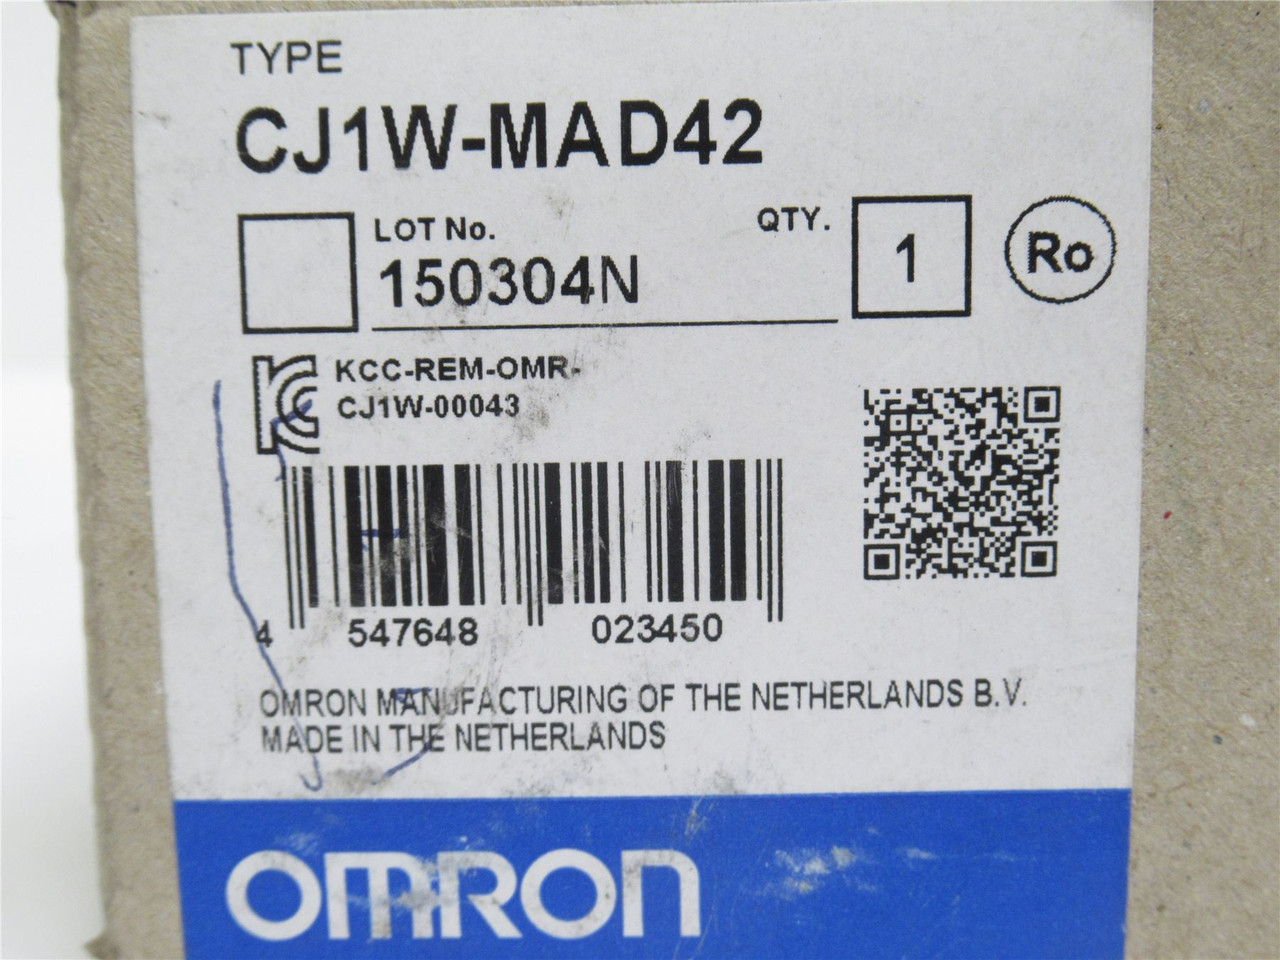 TYPE
CJ1W-MAD42
LOT No.
150304N
QTY.
1
Ro
KCC-REM-OMR-
CJ1W-00043
4 547648 023450
OMRON MANUFACTURING OF THE NETHERLANDS B.V.
MADE IN THE NETHERLANDS
OMRON